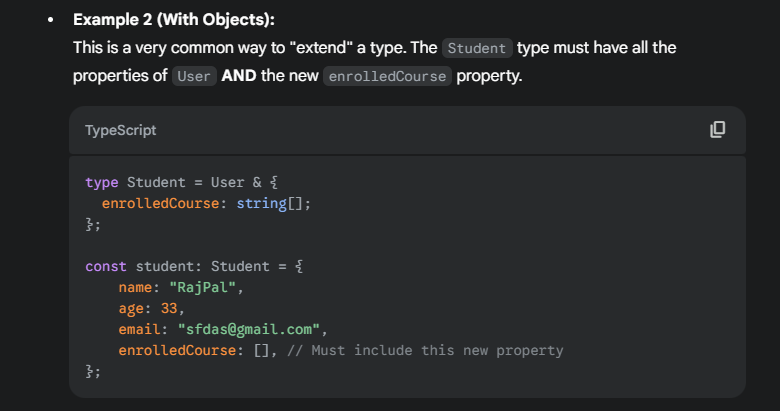 • Example 2 (With Objects):
This is a very common way to "extend" a type. The Student type must have all the
properties of User AND the new enrolledCourse property.
TypeScript
type Student = User & {
  enrolledCourse: string[];
};

const student: Student = {
    name: "RajPal",
    age: 33,
    email: "sfdas@gmail.com",
    enrolledCourse: [], // Must include this new property
};